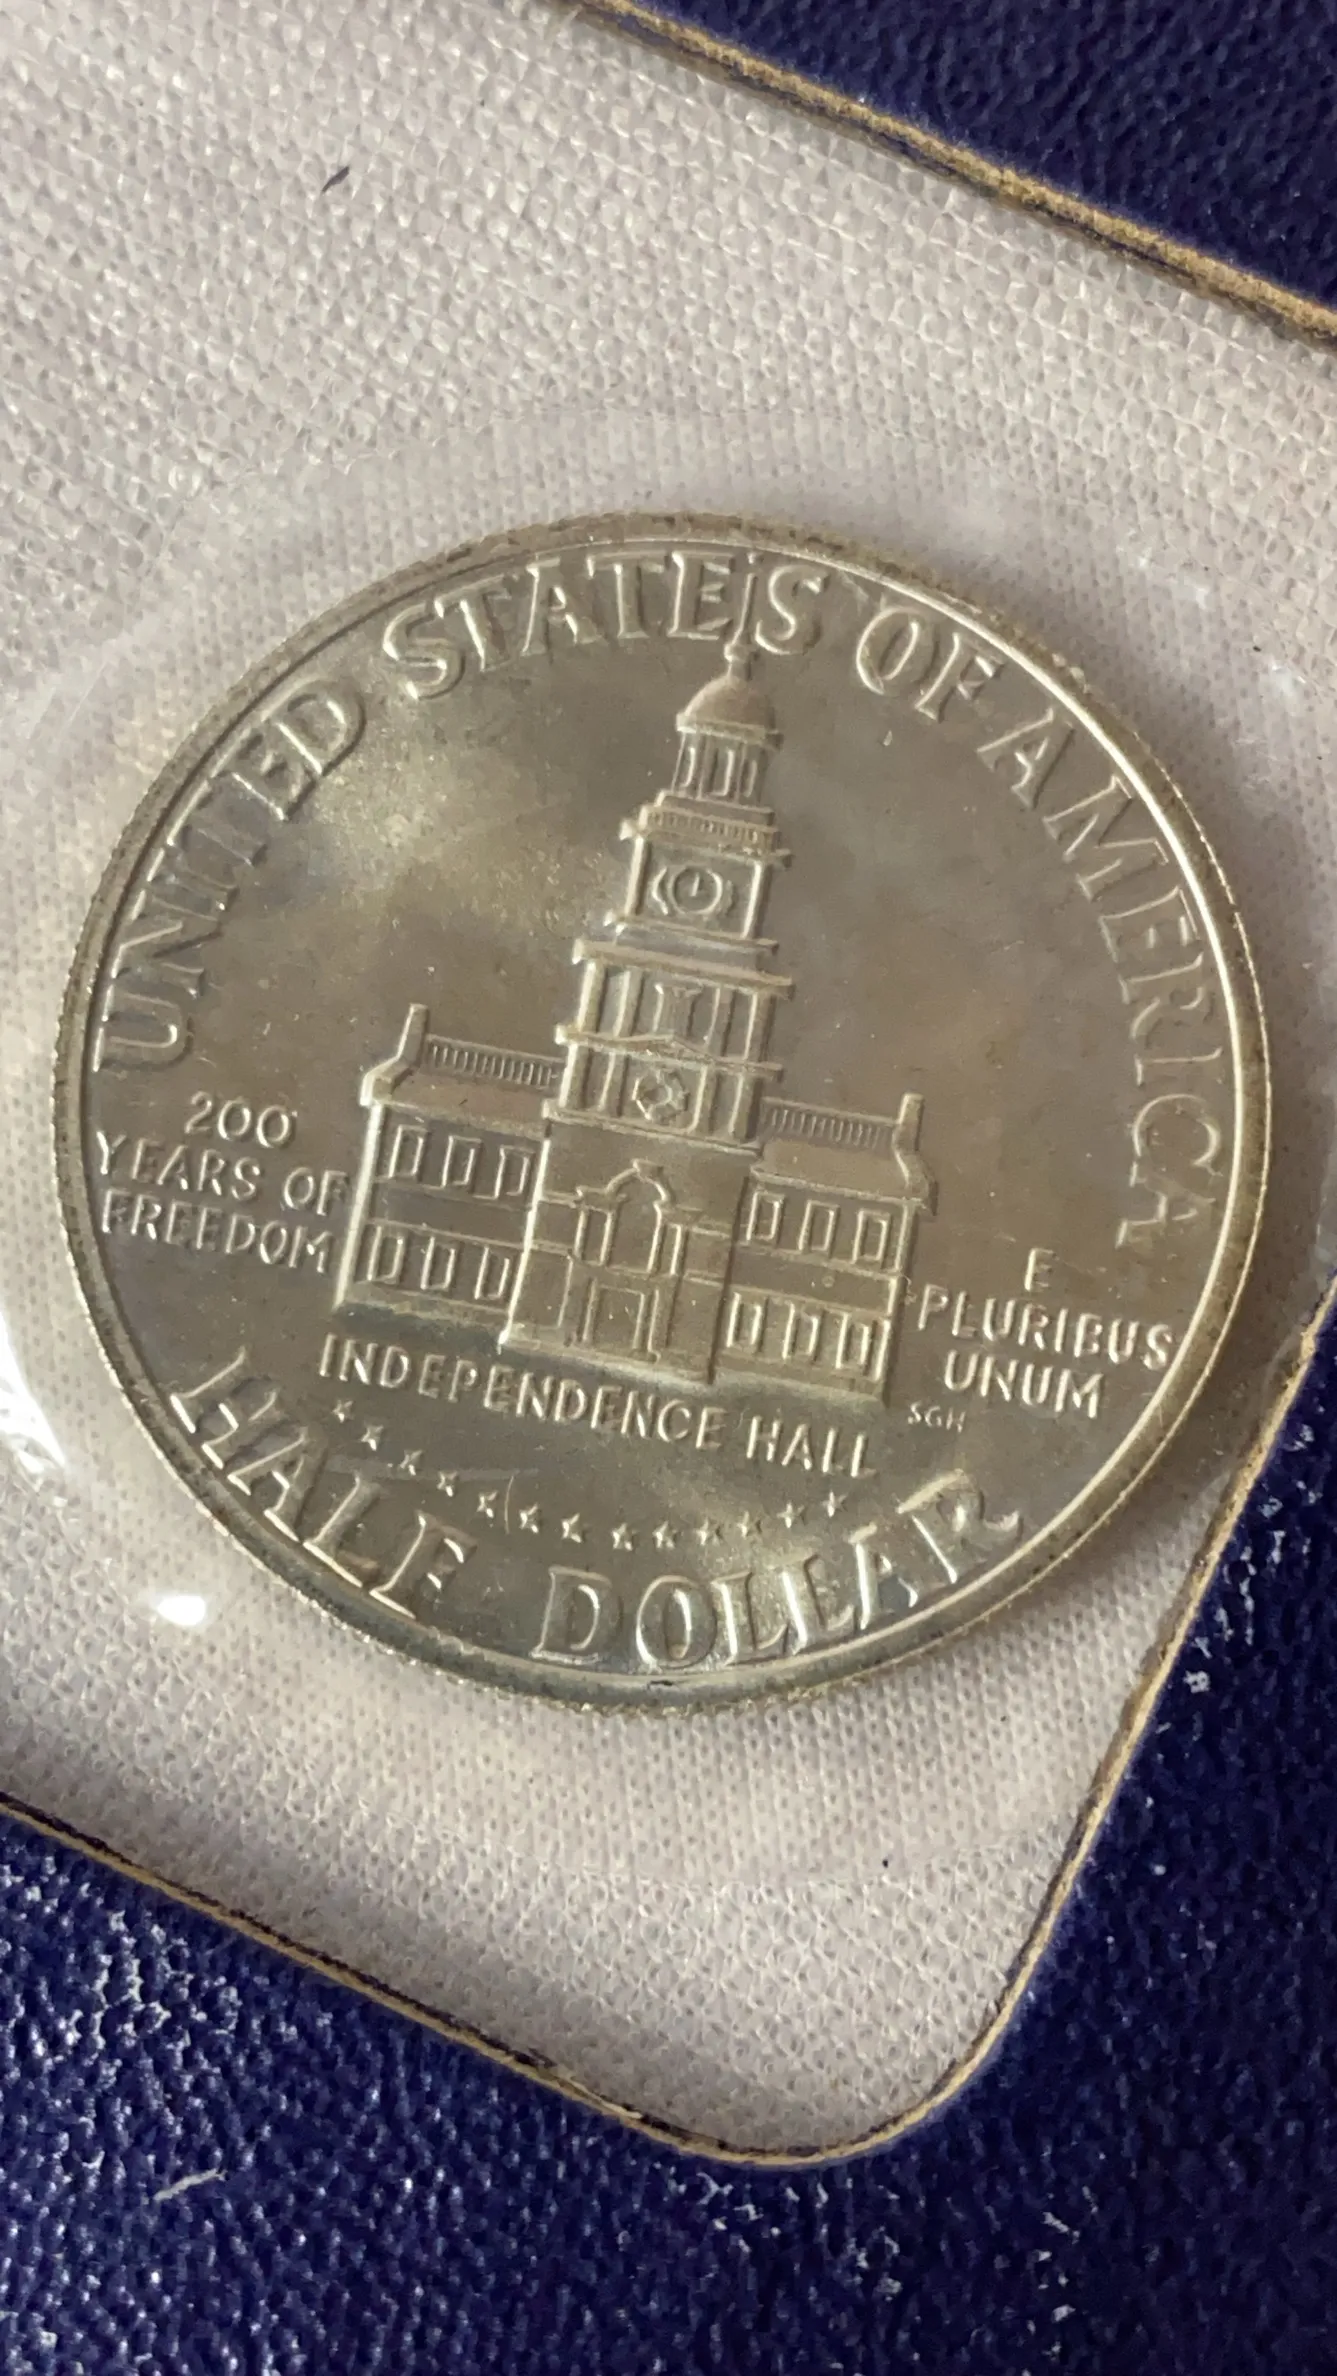 UNITED STATES OF AMERICA
200
YEARS OF
FREEDOM
E
PLURIBUS
UNUM
INDEPENDENCE HALL
SGH
HALF DOLLAR